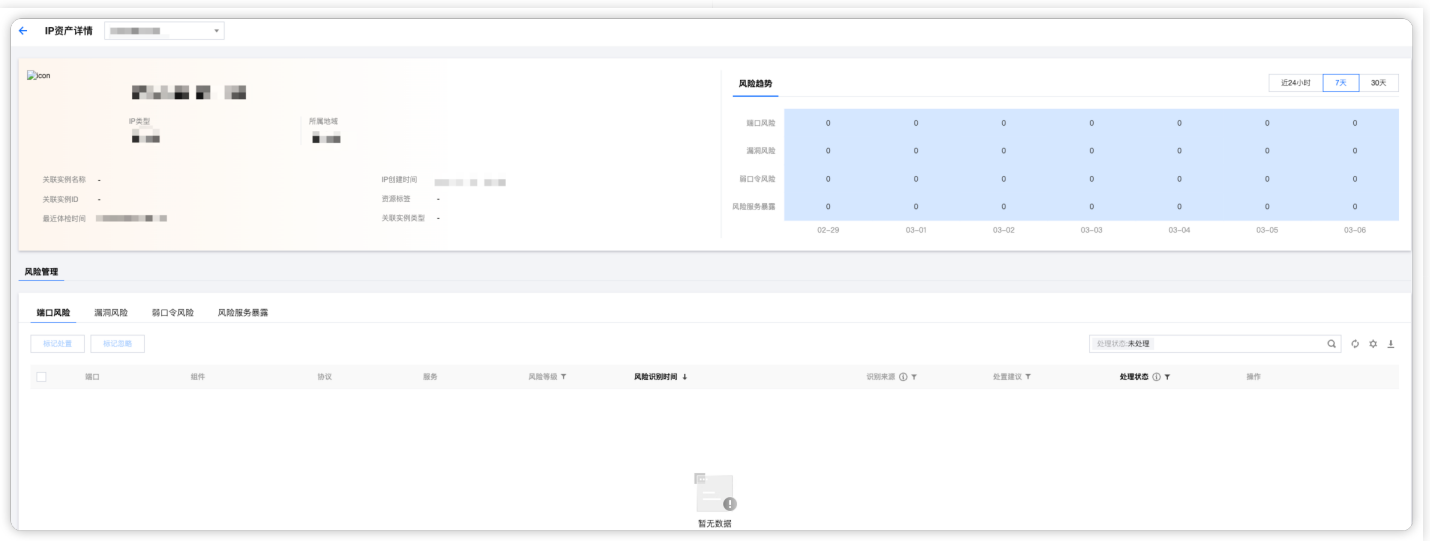 IP资产详情
icon
IP类型
所属地域
关联实例名称 -
IP创建时间
关联实例ID -
资源标签 -
最近体检时间
关联实例类型 -
风险趋势
近24小时 7天 30天
端口风险 0 0 0 0 0 0 0
漏洞风险 0 0 0 0 0 0 0
弱口令风险 0 0 0 0 0 0 0
风险服务暴露 0 0 0 0 0 0 0
02-29 03-01 03-02 03-03 03-04 03-05 03-06
风险管理
端口风险 漏洞风险 弱口令风险 风险服务暴露
标记处置 标记忽略 处理状态:未处理
端口 组件 协议 服务 风险等级 风险识别时间 识别来源 处置建议 处理状态 操作
暂无数据